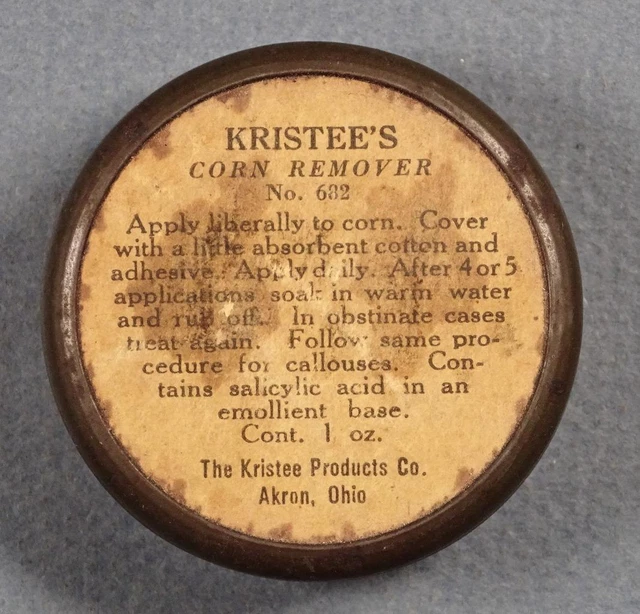 KRISTEE'S
CORN REMOVER
No. 682
Apply liberally to corn. Cover
with a little absorbent cotton and
adhesive. Apply daily. After 4 or 5
applications soak in warm water
and rub off. In obstinate cases
treat again. Follow same pro-
cedure for callouses. Con-
tains salicylic acid in an
emollient base.
Cont. 1 oz.
The Kristee Products Co.
Akron, Ohio